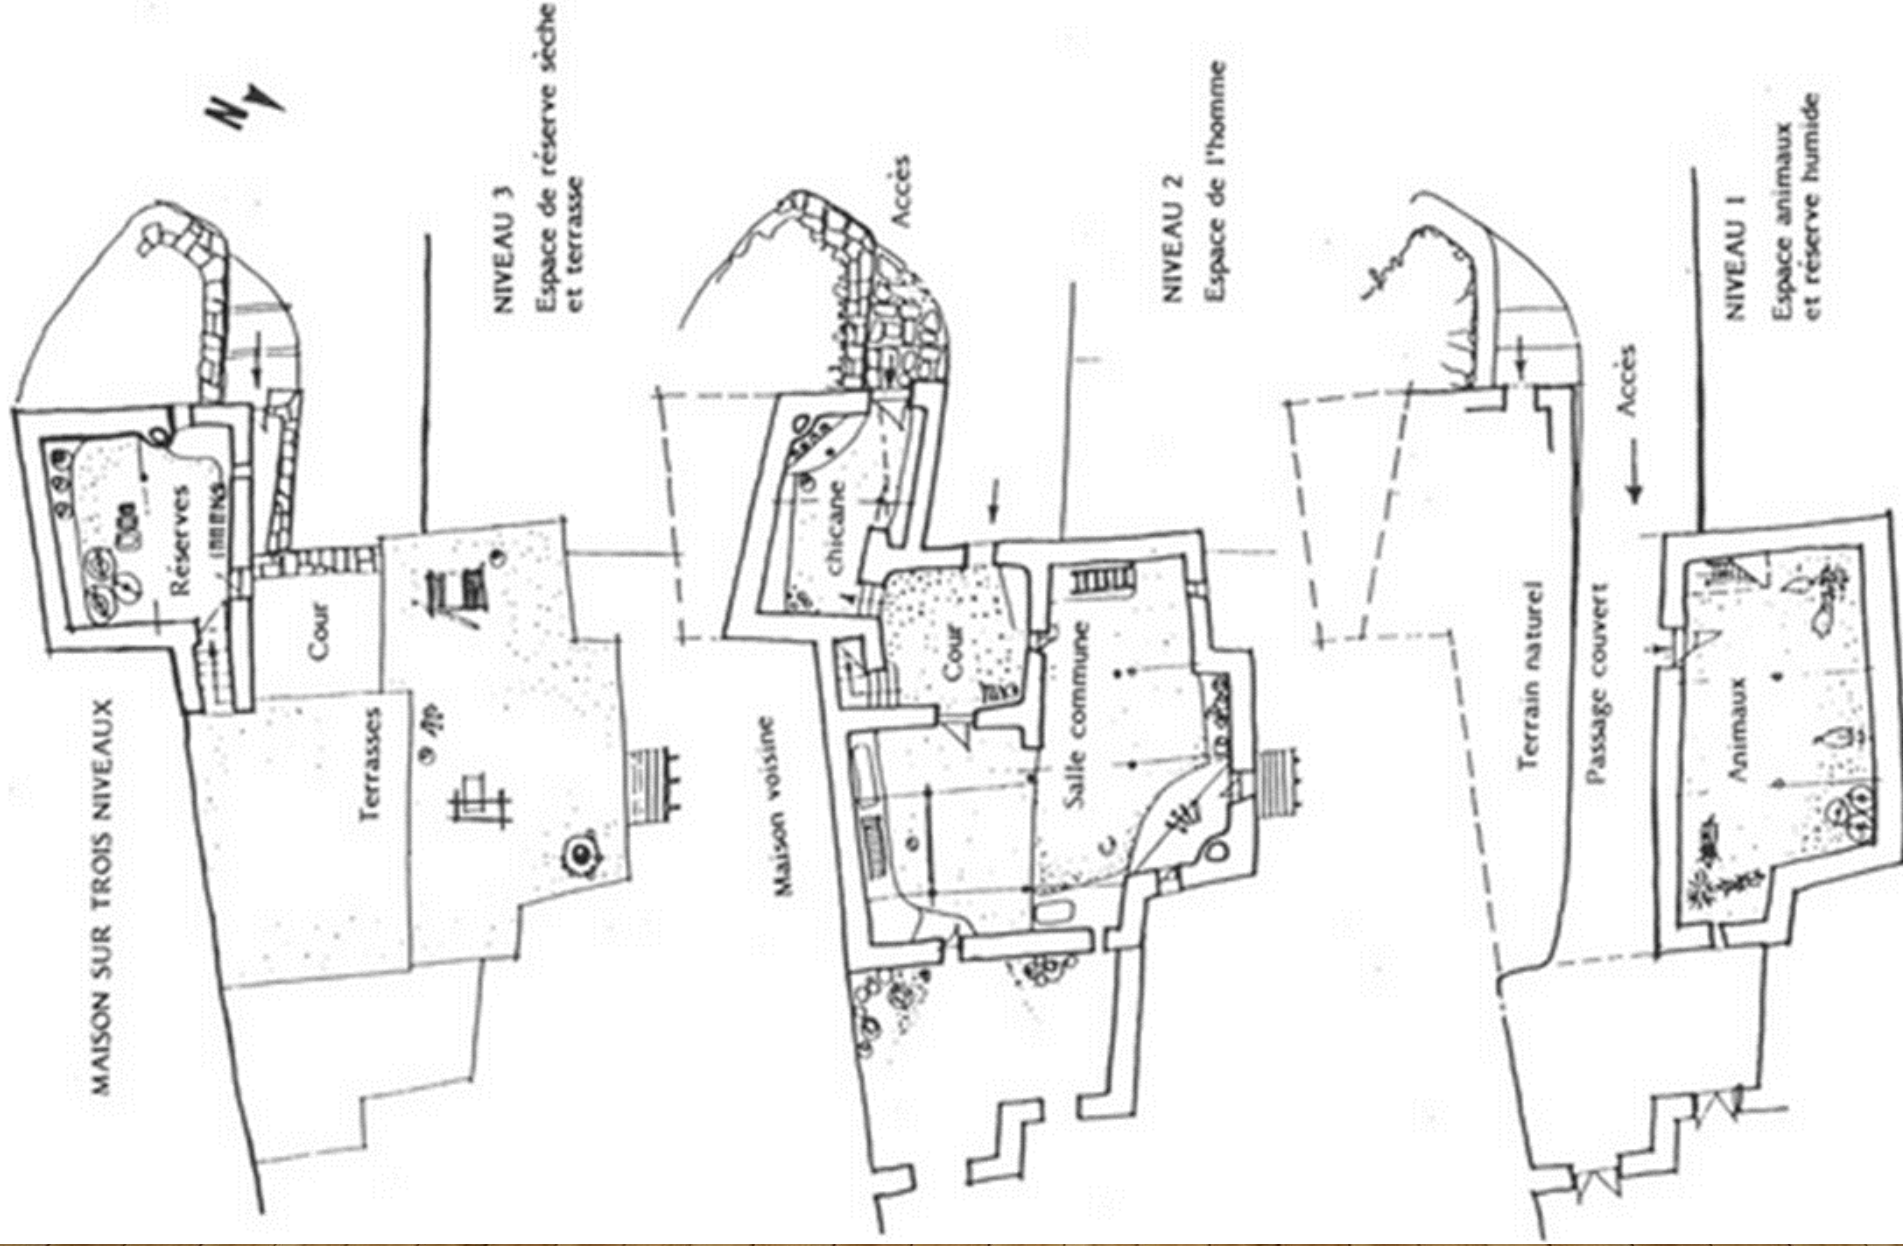 MAISON SUR TROIS NIVEAUX
N
Réserves
Cour
Terrasses
NIVEAU 3
Espace de réserve sèche
et terrasse
Maison voisine
chicane
Accès
Cour
Salle commune
NIVEAU 2
Espace de l'homme
Terrain naturel
Passage couvert
Accès
Animaux
NIVEAU 1
Espace animaux
et réserve humide